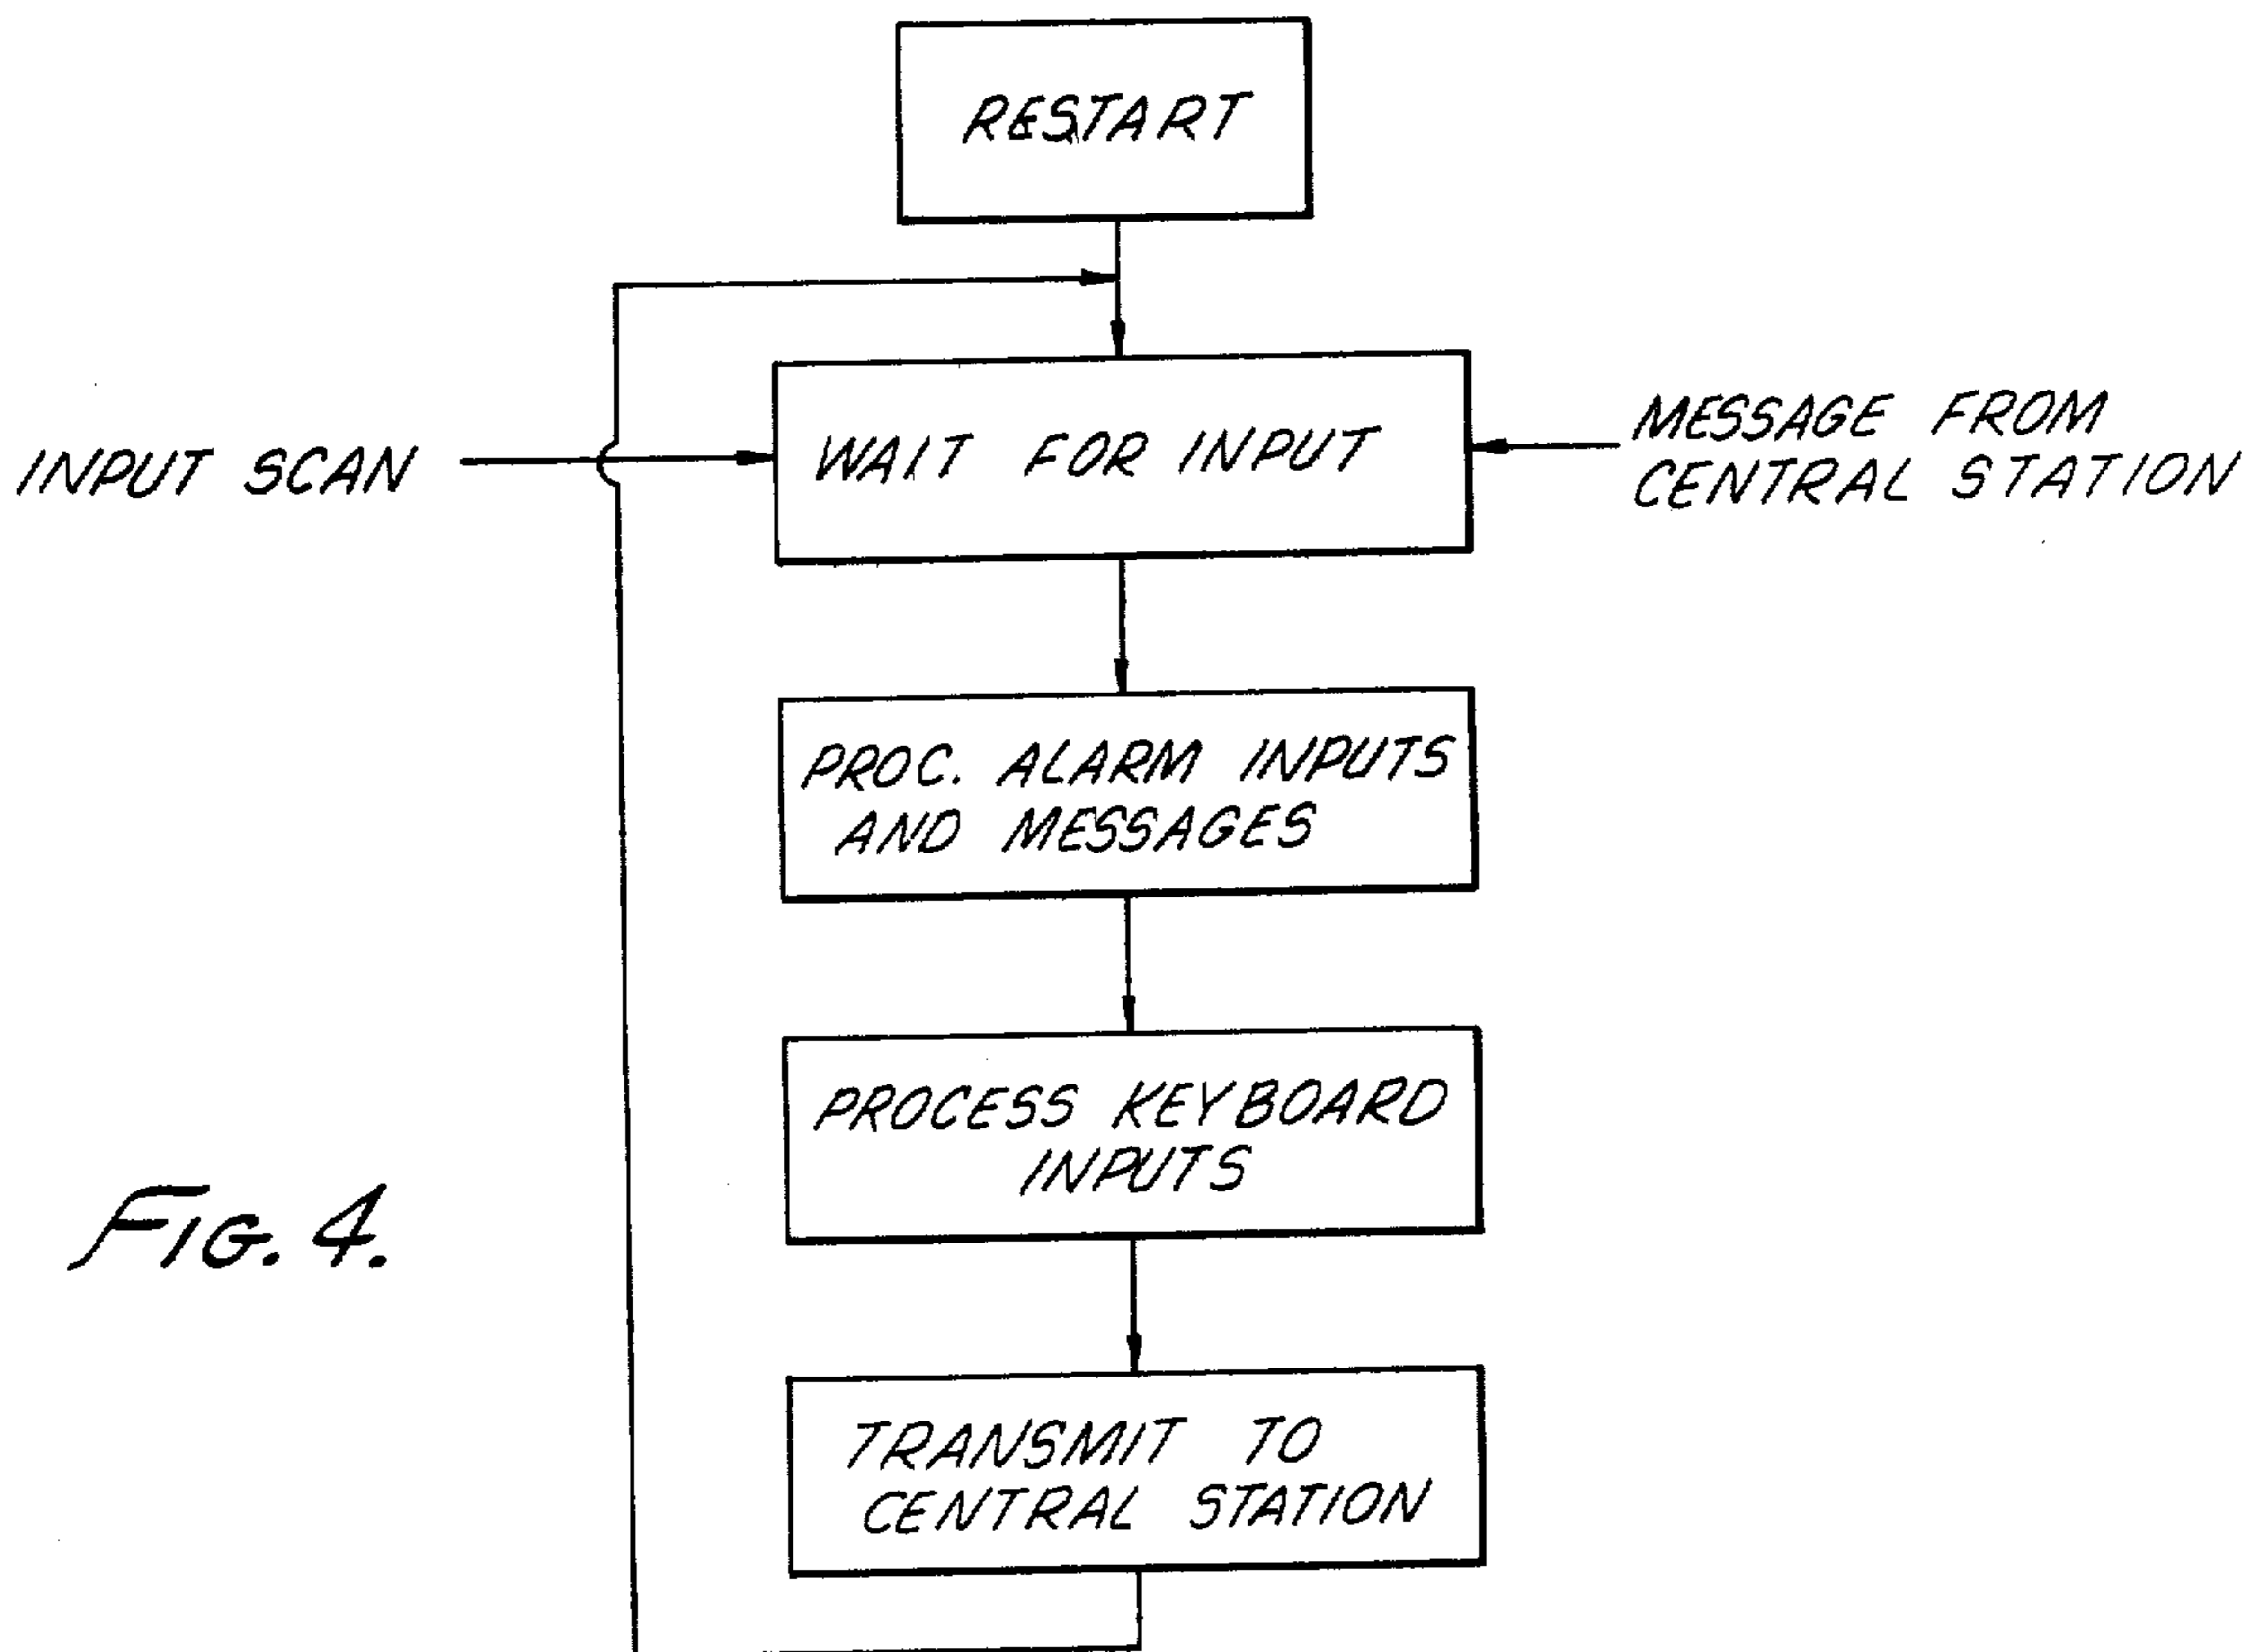 RESTART
INPUT SCAN
WAIT FOR INPUT
MESSAGE FROM
CENTRAL STATION
PROC. ALARM INPUTS
AND MESSAGES
PROCESS KEYBOARD
INPUTS
FIG. 4.
TRANSMIT TO
CENTRAL STATION